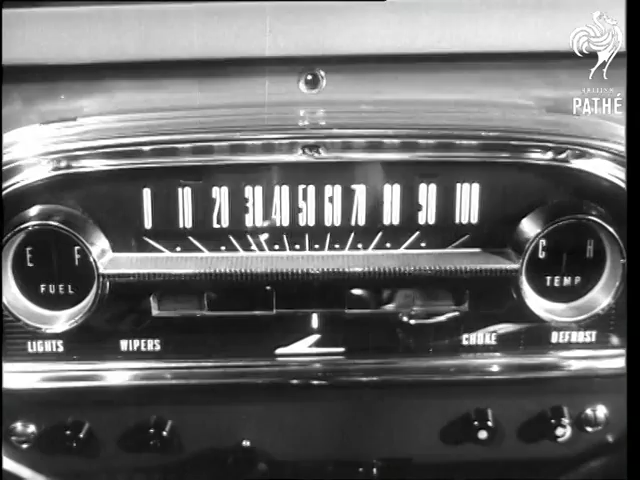 BRITISH
PATHÉ
0 10 20 30 40 50 60 70 80 90 100
E F
FUEL
C H
TEMP
LIGHTS WIPERS CHOKE DEFROST